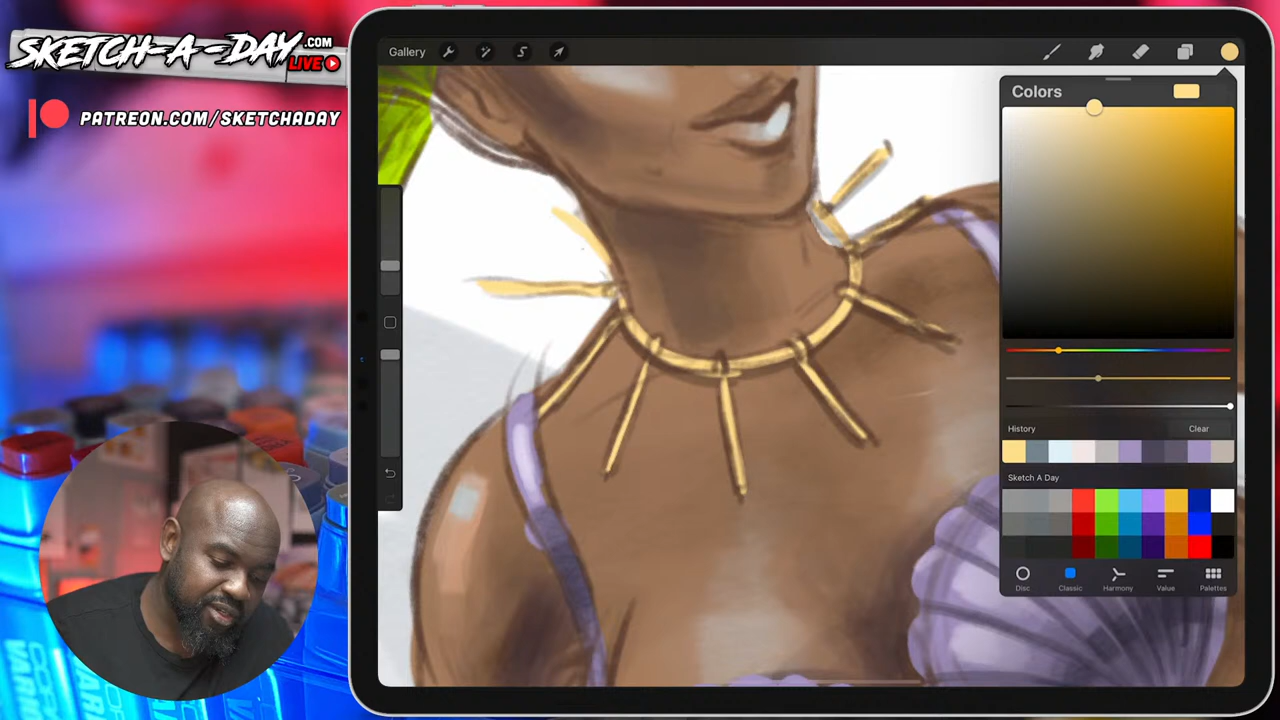 SKETCH-A-DAY.COM
LIVE
PATREON.COM/SKETCHADAY
Gallery
Colors
History
Clear
Sketch A Day
Disc
Classic
Harmony
Value
Palettes